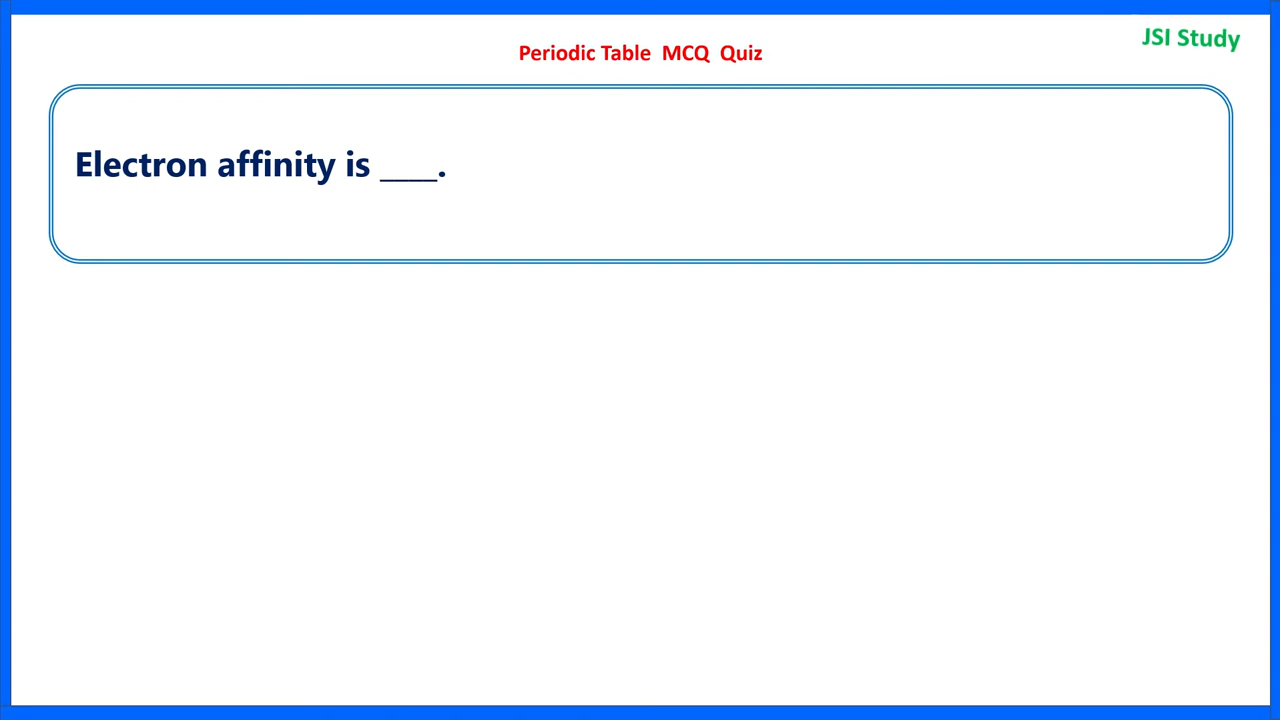 JSI Study
Periodic Table MCQ Quiz
Electron affinity is ____.